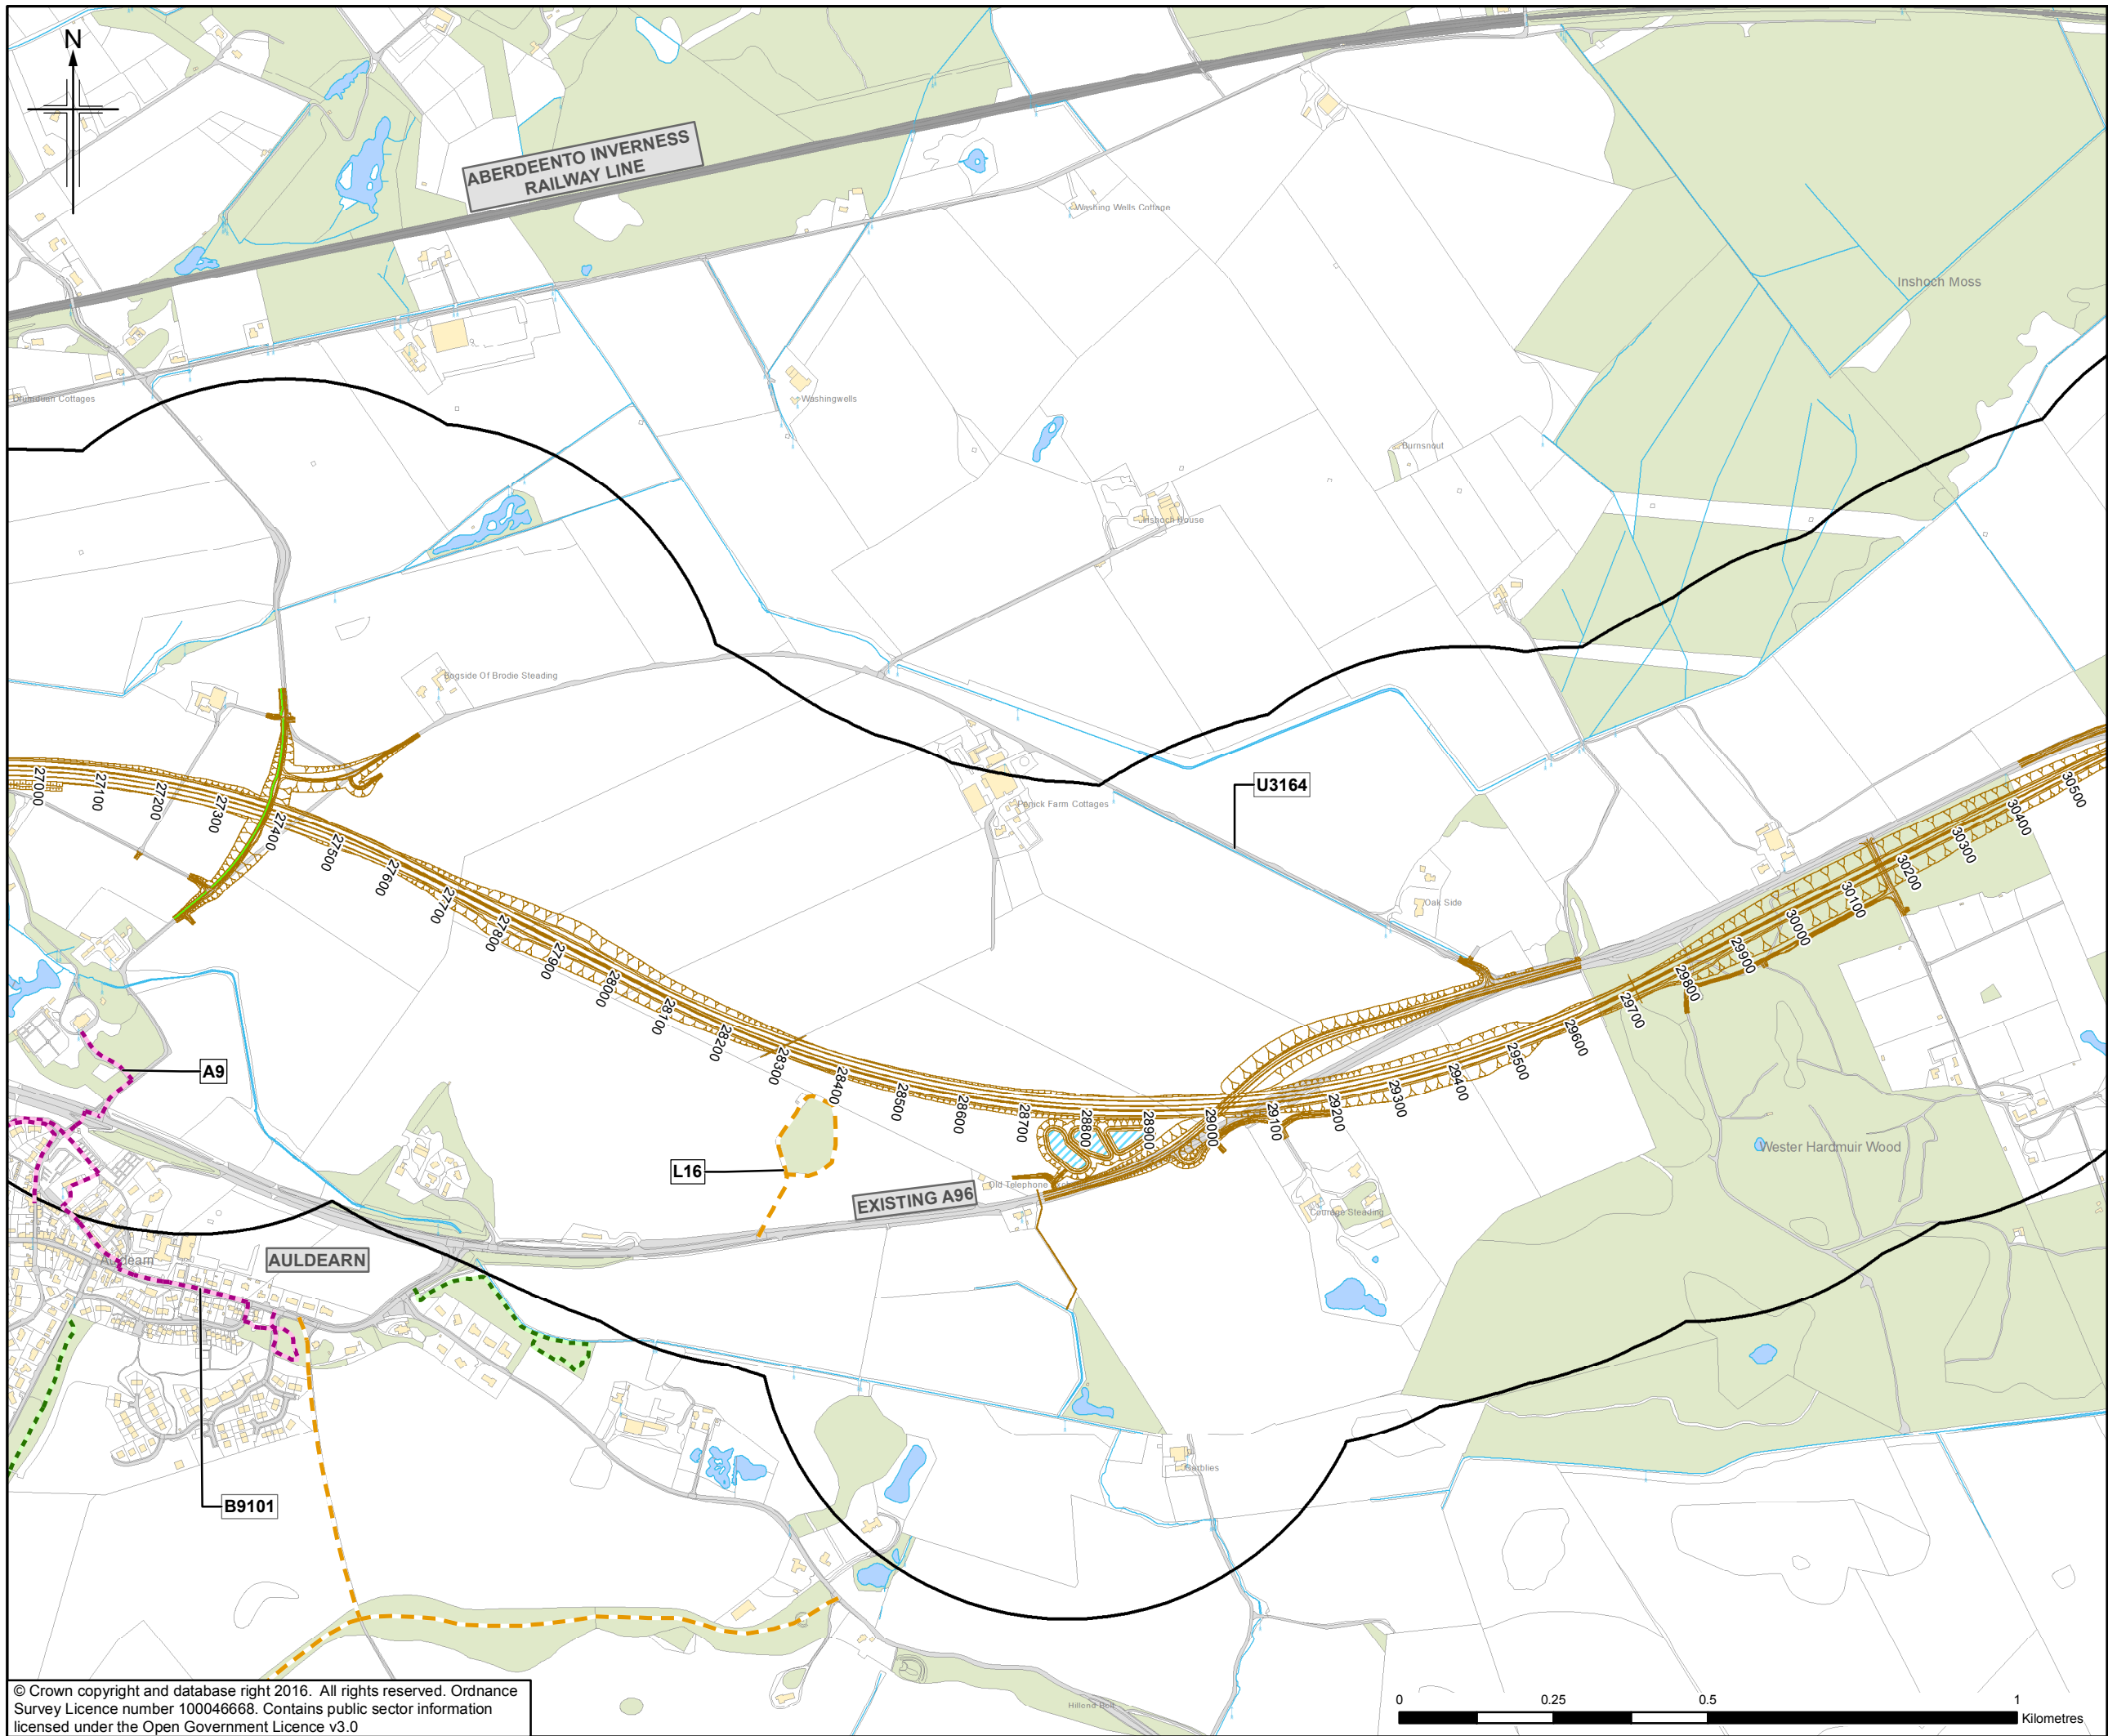 N
ABERDEENTO INVERNESS
RAILWAY LINE
Washing Wells Cottage
Inshoch Moss
Drumduan Cottages
Washingwells
Burnsnout
Inshoch House
Bogside Of Brodie Steading
U3164
Penick Farm Cottages
Oak Side
27000
27100
27200
27300
27400
27500
27600
27700
27800
27900
28000
28100
28200
28300
28400
28500
28600
28700
28800
28900
29000
29100
29200
29300
29400
29500
29600
29700
29800
29900
30000
30100
30200
30300
30400
30500
A9
L16
Old Telephone
EXISTING A96
Wester Hardmuir Wood
Courage Steading
Auldearn
AULDEARN
B9101
Garblies
© Crown copyright and database right 2016. All rights reserved. Ordnance
Survey Licence number 100046668. Contains public sector information
licensed under the Open Government Licence v3.0
0 0.25 0.5 1
Kilometres